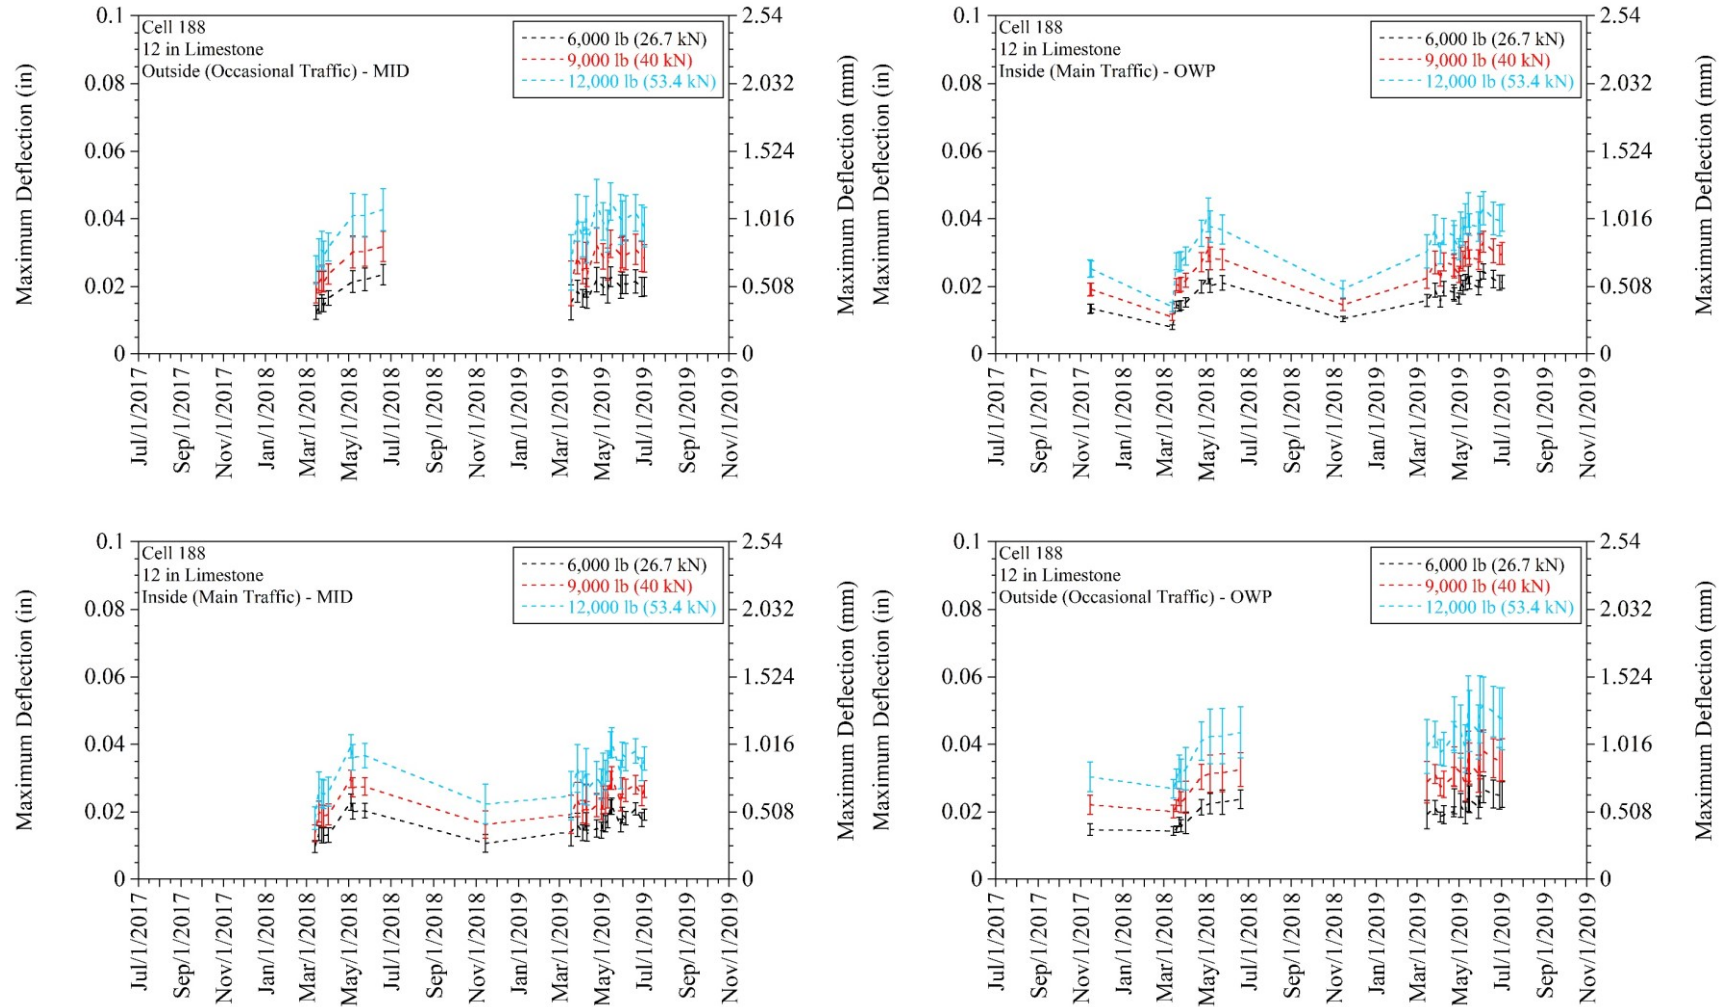 Cell 188
12 in Limestone
Outside (Occasional Traffic) - MID
6,000 lb (26.7 kN)
9,000 lb (40 kN)
12,000 lb (53.4 kN)
Maximum Deflection (in)
0.1
0.08
0.06
0.04
0.02
0
2.54
2.032
1.524
1.016
0.508
0
Maximum Deflection (mm)
Jul/1/2017
Sep/1/2017
Nov/1/2017
Jan/1/2018
Mar/1/2018
May/1/2018
Jul/1/2018
Sep/1/2018
Nov/1/2018
Jan/1/2019
Mar/1/2019
May/1/2019
Jul/1/2019
Sep/1/2019
Nov/1/2019
Cell 188
12 in Limestone
Inside (Main Traffic) - OWP
6,000 lb (26.7 kN)
9,000 lb (40 kN)
12,000 lb (53.4 kN)
Maximum Deflection (in)
0.1
0.08
0.06
0.04
0.02
0
2.54
2.032
1.524
1.016
0.508
0
Maximum Deflection (mm)
Jul/1/2017
Sep/1/2017
Nov/1/2017
Jan/1/2018
Mar/1/2018
May/1/2018
Jul/1/2018
Sep/1/2018
Nov/1/2018
Jan/1/2019
Mar/1/2019
May/1/2019
Jul/1/2019
Sep/1/2019
Nov/1/2019
Cell 188
12 in Limestone
Inside (Main Traffic) - MID
6,000 lb (26.7 kN)
9,000 lb (40 kN)
12,000 lb (53.4 kN)
Maximum Deflection (in)
0.1
0.08
0.06
0.04
0.02
0
2.54
2.032
1.524
1.016
0.508
0
Maximum Deflection (mm)
Jul/1/2017
Sep/1/2017
Nov/1/2017
Jan/1/2018
Mar/1/2018
May/1/2018
Jul/1/2018
Sep/1/2018
Nov/1/2018
Jan/1/2019
Mar/1/2019
May/1/2019
Jul/1/2019
Sep/1/2019
Nov/1/2019
Cell 188
12 in Limestone
Outside (Occasional Traffic) - OWP
6,000 lb (26.7 kN)
9,000 lb (40 kN)
12,000 lb (53.4 kN)
Maximum Deflection (in)
0.1
0.08
0.06
0.04
0.02
0
2.54
2.032
1.524
1.016
0.508
0
Maximum Deflection (mm)
Jul/1/2017
Sep/1/2017
Nov/1/2017
Jan/1/2018
Mar/1/2018
May/1/2018
Jul/1/2018
Sep/1/2018
Nov/1/2018
Jan/1/2019
Mar/1/2019
May/1/2019
Jul/1/2019
Sep/1/2019
Nov/1/2019